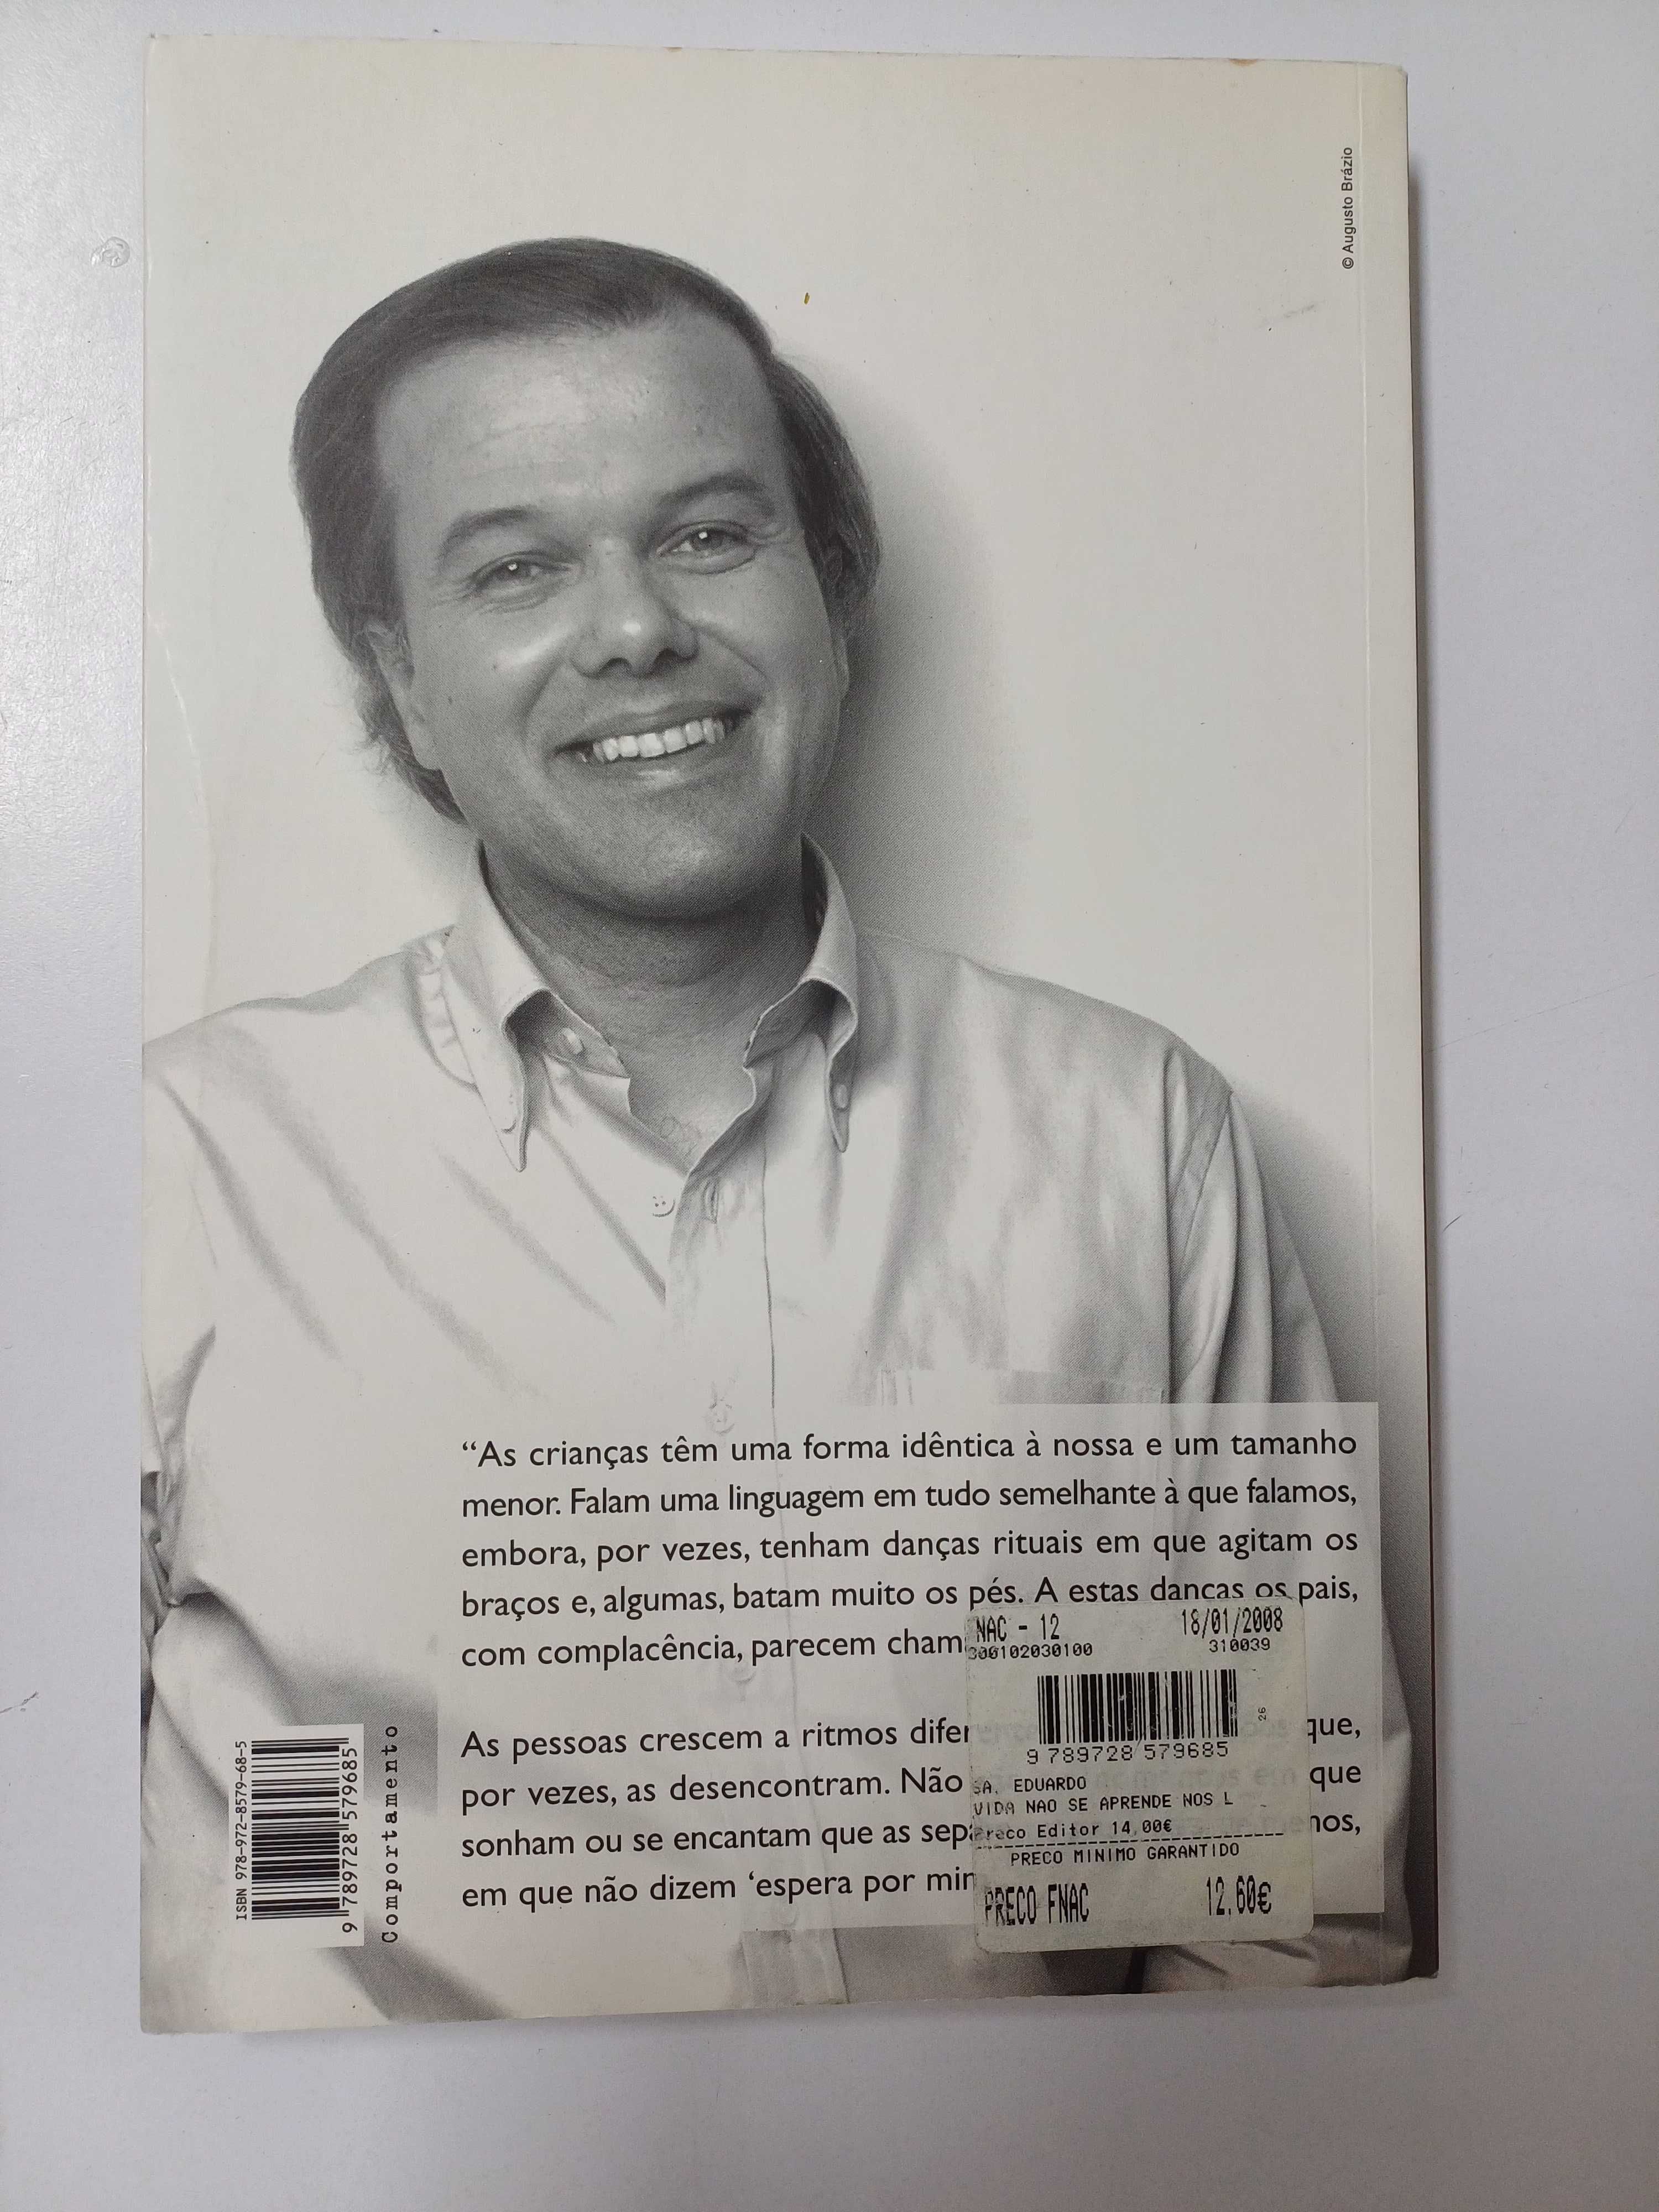 © Augusto Brázio
“As crianças têm uma forma idêntica à nossa e um tamanho
menor. Falam uma linguagem em tudo semelhante à que falamos,
embora, por vezes, tenham danças rituais em que agitam os
braços e, algumas, batam muito os pés. A estas danças os pais,
com complacência, parecem cham
As pessoas crescem a ritmos difer que,
por vezes, as desencontram. Não que
sonham ou se encantam que as sep nos,
em que não dizem ‘espera por mim
NAC - 12 18/01/2008
300102030100 310039
26
9 789728 579685
SA, EDUARDO
VIDA NAO SE APRENDE NOS L
Preco Editor 14,00€
PRECO MINIMO GARANTIDO
PRECO FNAC 12.60€
ISBN 978-972-8579-68-5
9 789728 579685
Comportamento